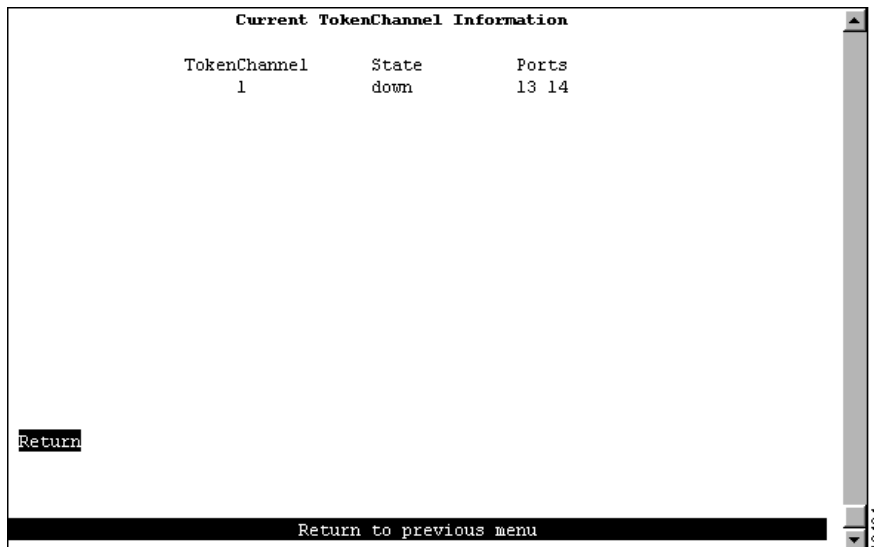 Current TokenChannel Information
TokenChannel State Ports
1 down 13 14
Return
Return to previous menu